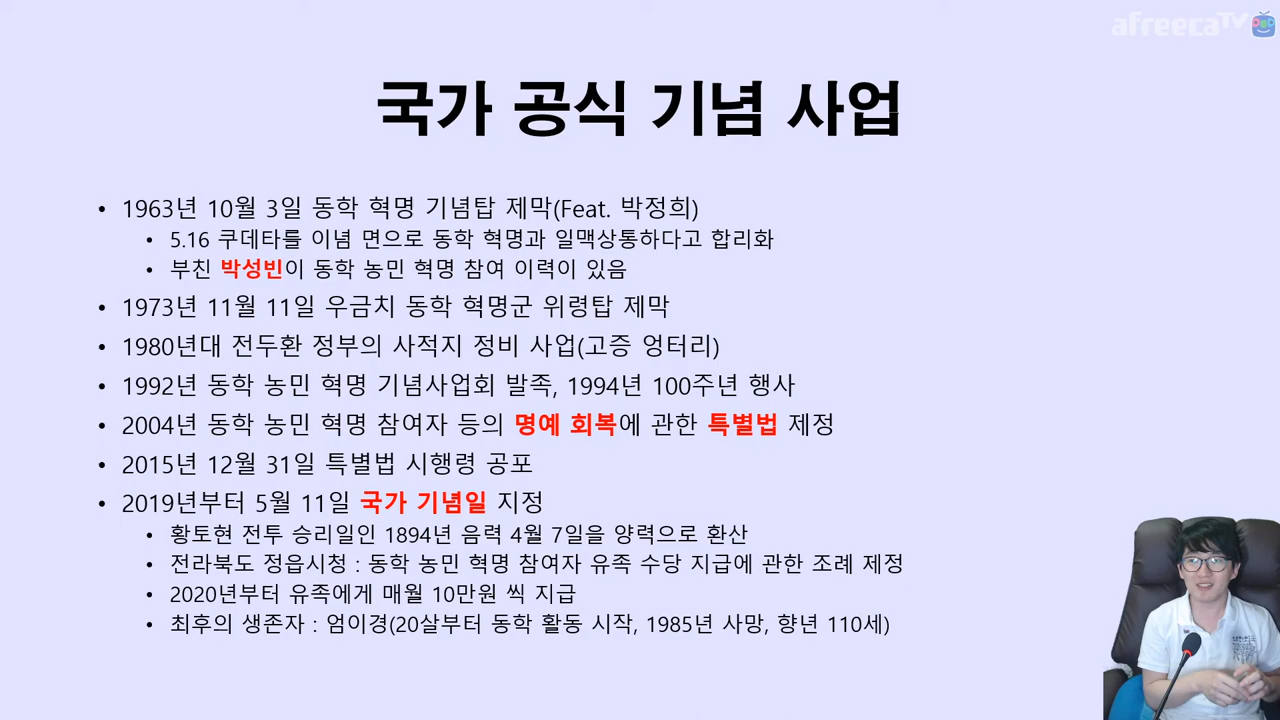 afreecaTV
국가 공식 기념 사업
• 1963년 10월 3일 동학 혁명 기념탑 제막(Feat. 박정희)
• 5.16 쿠데타를 이념 면으로 동학 혁명과 일맥상통하다고 합리화
• 부친 박성빈이 동학 농민 혁명 참여 이력이 있음
• 1973년 11월 11일 우금치 동학 혁명군 위령탑 제막
• 1980년대 전두환 정부의 사적지 정비 사업(고증 엉터리)
• 1992년 동학 농민 혁명 기념사업회 발족, 1994년 100주년 행사
• 2004년 동학 농민 혁명 참여자 등의 명예 회복에 관한 특별법 제정
• 2015년 12월 31일 특별법 시행령 공포
• 2019년부터 5월 11일 국가 기념일 지정
• 황토현 전투 승리일인 1894년 음력 4월 7일을 양력으로 환산
• 전라북도 정읍시청 : 동학 농민 혁명 참여자 유족 수당 지급에 관한 조례 제정
• 2020년부터 유족에게 매월 10만원 씩 지급
• 최후의 생존자 : 엄이경(20살부터 동학 활동 시작, 1985년 사망, 향년 110세)